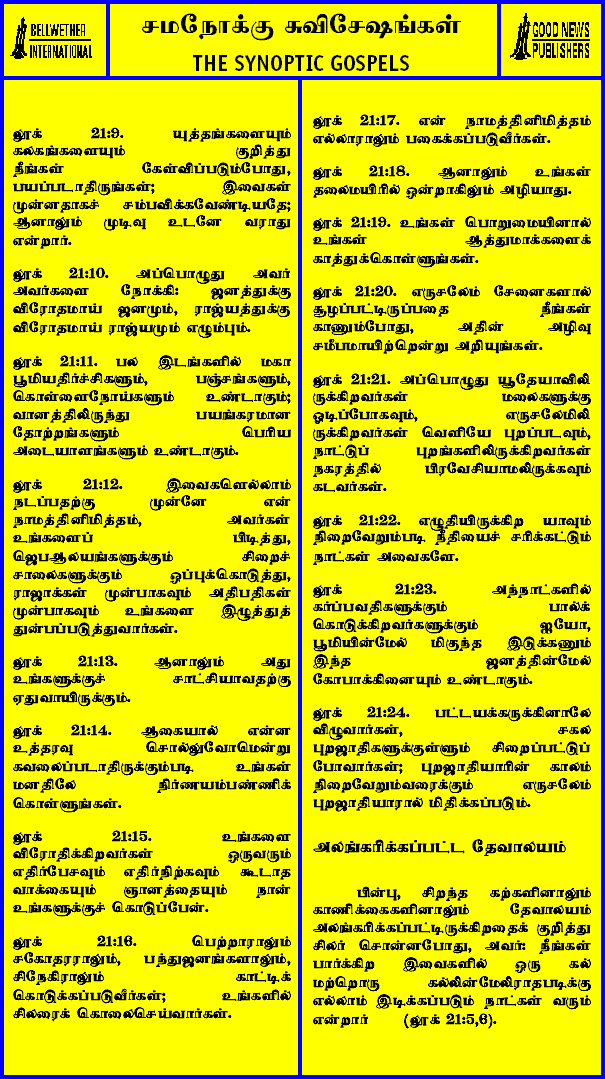 BELLWETHER
INTERNATIONAL
சமநோக்கு சுவிசேஷங்கள்
THE SYNOPTIC GOSPELS
GOOD NEWS
PUBLISHERS
லூக் 21:9. யுத்தங்களையும்
கலகங்களையும் குறித்து
நீங்கள் கேள்விப்படும்போது,
பயப்படாதிருங்கள்; இவைகள்
முன்னதாகச் சம்பவிக்கவேண்டியதே;
ஆனாலும் முடிவு உடனே வராது
என்றார்.
லூக் 21:10. அப்பொழுது அவர்
அவர்களை நோக்கி: ஜனத்துக்கு
விரோதமாய் ஜனமும், ராஜ்யத்துக்கு
விரோதமாய் ராஜ்யமும் எழும்பும்.
லூக் 21:11. பல இடங்களில் மகா
பூமியதிர்ச்சிகளும், பஞ்சங்களும்,
கொள்ளைநோய்களும் உண்டாகும்;
வானத்திலிருந்து பயங்கரமான
தோற்றங்களும் பெரிய
அடையாளங்களும் உண்டாகும்.
லூக் 21:12. இவைகளெல்லாம்
நடப்பதற்கு முன்னே என்
நாமத்தினிமித்தம், அவர்கள்
உங்களைப் பிடித்து,
ஜெபஆலயங்களுக்கும் சிறைச்
சாலைகளுக்கும் ஒப்புக்கொடுத்து,
ராஜாக்கள் முன்பாகவும் அதிபதிகள்
முன்பாகவும் உங்களை இழுத்துத்
துன்பப்படுத்துவார்கள்.
லூக் 21:13. ஆனாலும் அது
உங்களுக்குச் சாட்சியாவதற்கு
ஏதுவாயிருக்கும்.
லூக் 21:14. ஆகையால் என்ன
உத்தரவு சொல்லுவோமென்று
கவலைப்படாதிருக்கும்படி உங்கள்
மனதிலே நிர்ணயம்பண்ணிக்
கொள்ளுங்கள்.
லூக் 21:15. உங்களை
விரோதிக்கிறவர்கள் ஒருவரும்
எதிர்பேசவும் எதிர்நிற்கவும் கூடாத
வாக்கையும் ஞானத்தையும் நான்
உங்களுக்குச் கொடுப்பேன்.
லூக் 21:16. பெற்றாராலும்
சகோதரராலும், பந்துஜனங்களாலும்,
சிநேகிராலும் காட்டிக்
கொடுக்கப்படுவீர்கள்; உங்களில்
சிலரைக் கொலைசெய்வார்கள்.
லூக் 21:17. என் நாமத்தினிமித்தம்
எல்லாராலும் பகைக்கப்படுவீர்கள்.
லூக் 21:18. ஆனாலும் உங்கள்
தலைமயிரில் ஒன்றாகிலும் அழியாது.
லூக் 21:19. உங்கள் பொறுமையினால்
உங்கள் ஆத்துமாக்களைக்
காத்துக்கொள்ளுங்கள்.
லூக் 21:20. எருசலேம் சேனைகளால்
சூழப்பட்டிருப்பதை நீங்கள்
காணும்போது, அதின் அழிவு
சமீபமாயிற்றென்று அறியுங்கள்.
லூக் 21:21. அப்பொழுது யூதேயாவிலி
ருக்கிறவர்கள் மலைகளுக்கு
ஓடிப்போகவும், எருசலேமிலி
ருக்கிறவர்கள் வெளியே புறப்படவும்,
நாட்டுப் புறங்களிலிருக்கிறவர்கள்
நகரத்தில் பிரவேசியாமலிருக்கவும்
கடவர்கள்.
லூக் 21:22. எழுதியிருக்கிற யாவும்
நிறைவேறும்படி நீதியைச் சரிக்கட்டும்
நாட்கள் அவைகளே.
லூக் 21:23. அந்நாட்களில்
கர்ப்பவதிகளுக்கும் பால்க்
கொடுக்கிறவர்களுக்கும் ஐயோ,
பூமியின்மேல் மிகுந்த இடுக்கணும்
இந்த ஜனத்தின்மேல்
கோபாக்கினையும் உண்டாகும்.
லூக் 21:24. பட்டயக்கருக்கினாலே
விழுவார்கள், சகல
புறஜாதிகளுக்குள்ளும் சிறைப்பட்டுப்
போவார்கள்; புறஜாதியாரின் காலம்
நிறைவேறும்வரைக்கும் எருசலேம்
புறஜாதியாரால் மிதிக்கப்படும்.
அலங்கரிக்கப்பட்ட தேவாலயம்
பின்பு, சிறந்த கற்களினாலும்
காணிக்கைகளினாலும் தேவாலயம்
அலங்கரிக்கப்பட்டிருக்கிறதைக் குறித்து
சிலர் சொன்னபோது, அவர்: நீங்கள்
பார்க்கிற இவைகளில் ஒரு கல்
மற்றொரு கல்லின்மேலிராதபடிக்கு
எல்லாம் இடிக்கப்படும் நாட்கள் வரும்
என்றார் (லூக் 21:5,6).